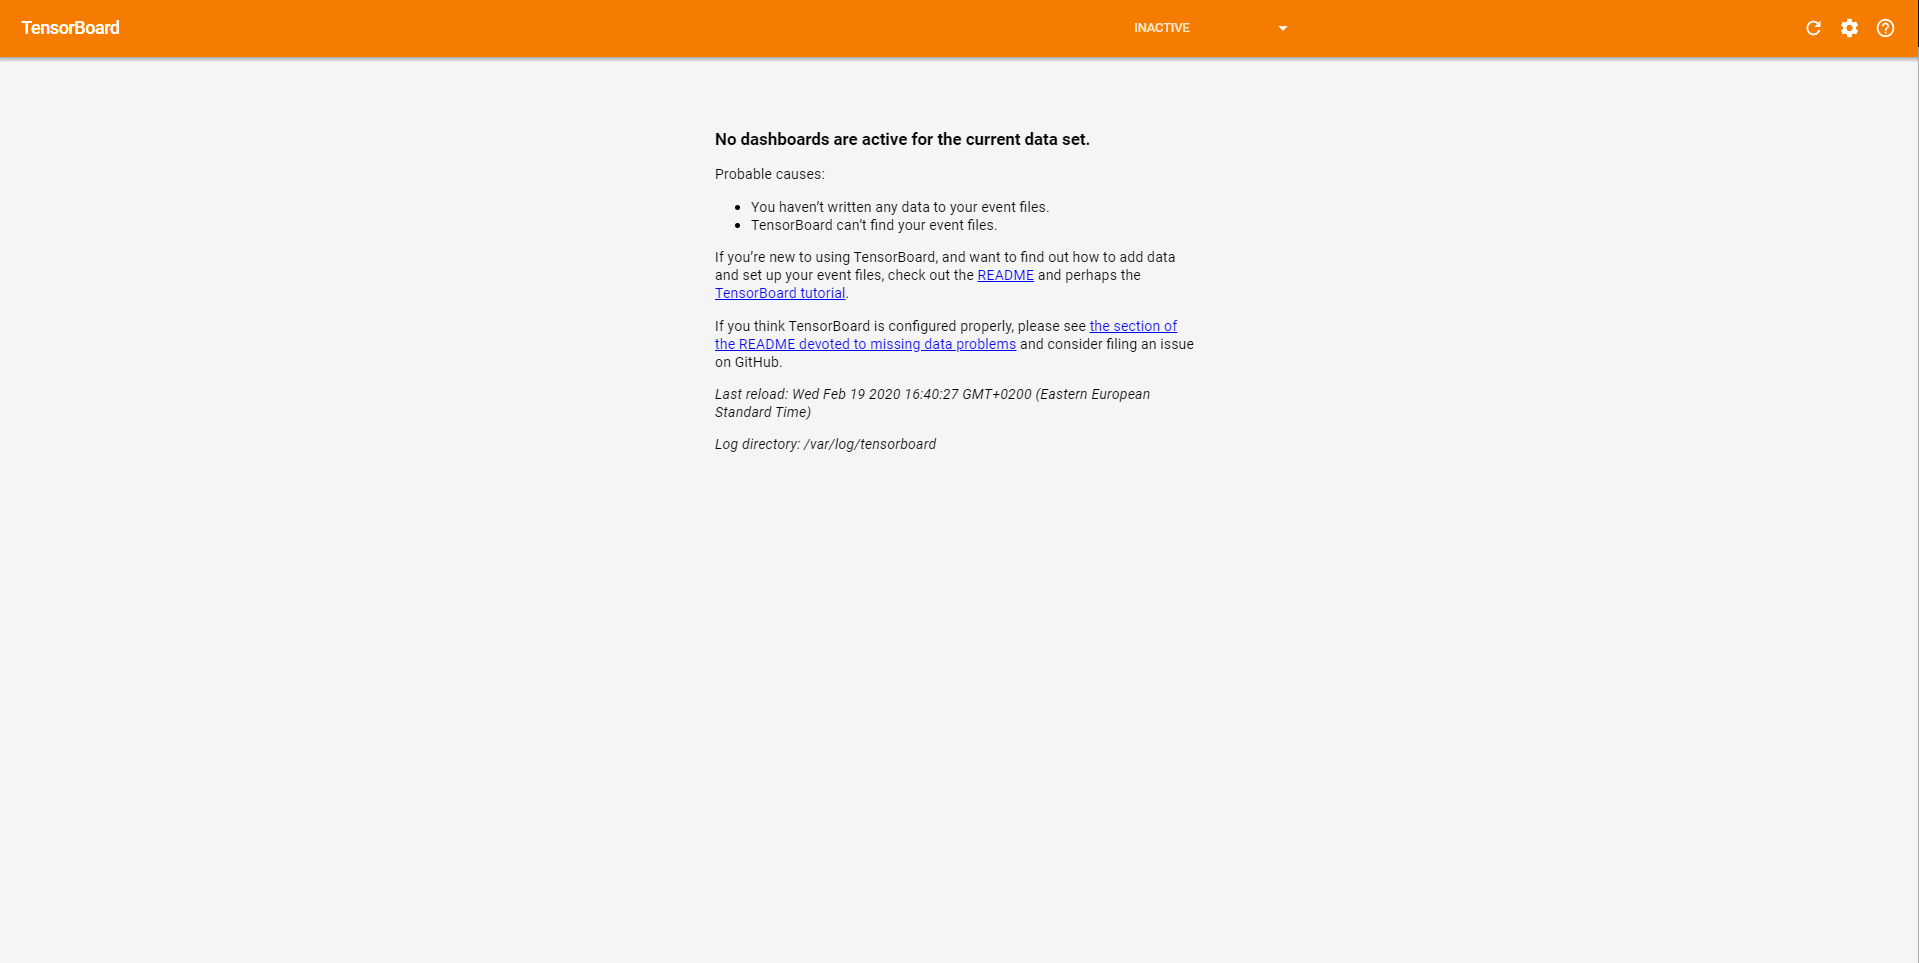 TensorBoard
INACTIVE
No dashboards are active for the current data set.
Probable causes:
You haven’t written any data to your event files.
TensorBoard can’t find your event files.
If you’re new to using TensorBoard, and want to find out how to add data
and set up your event files, check out the README and perhaps the
TensorBoard tutorial.
If you think TensorBoard is configured properly, please see the section of
the README devoted to missing data problems and consider filing an issue
on GitHub.
Last reload: Wed Feb 19 2020 16:40:27 GMT+0200 (Eastern European
Standard Time)
Log directory: /var/log/tensorboard